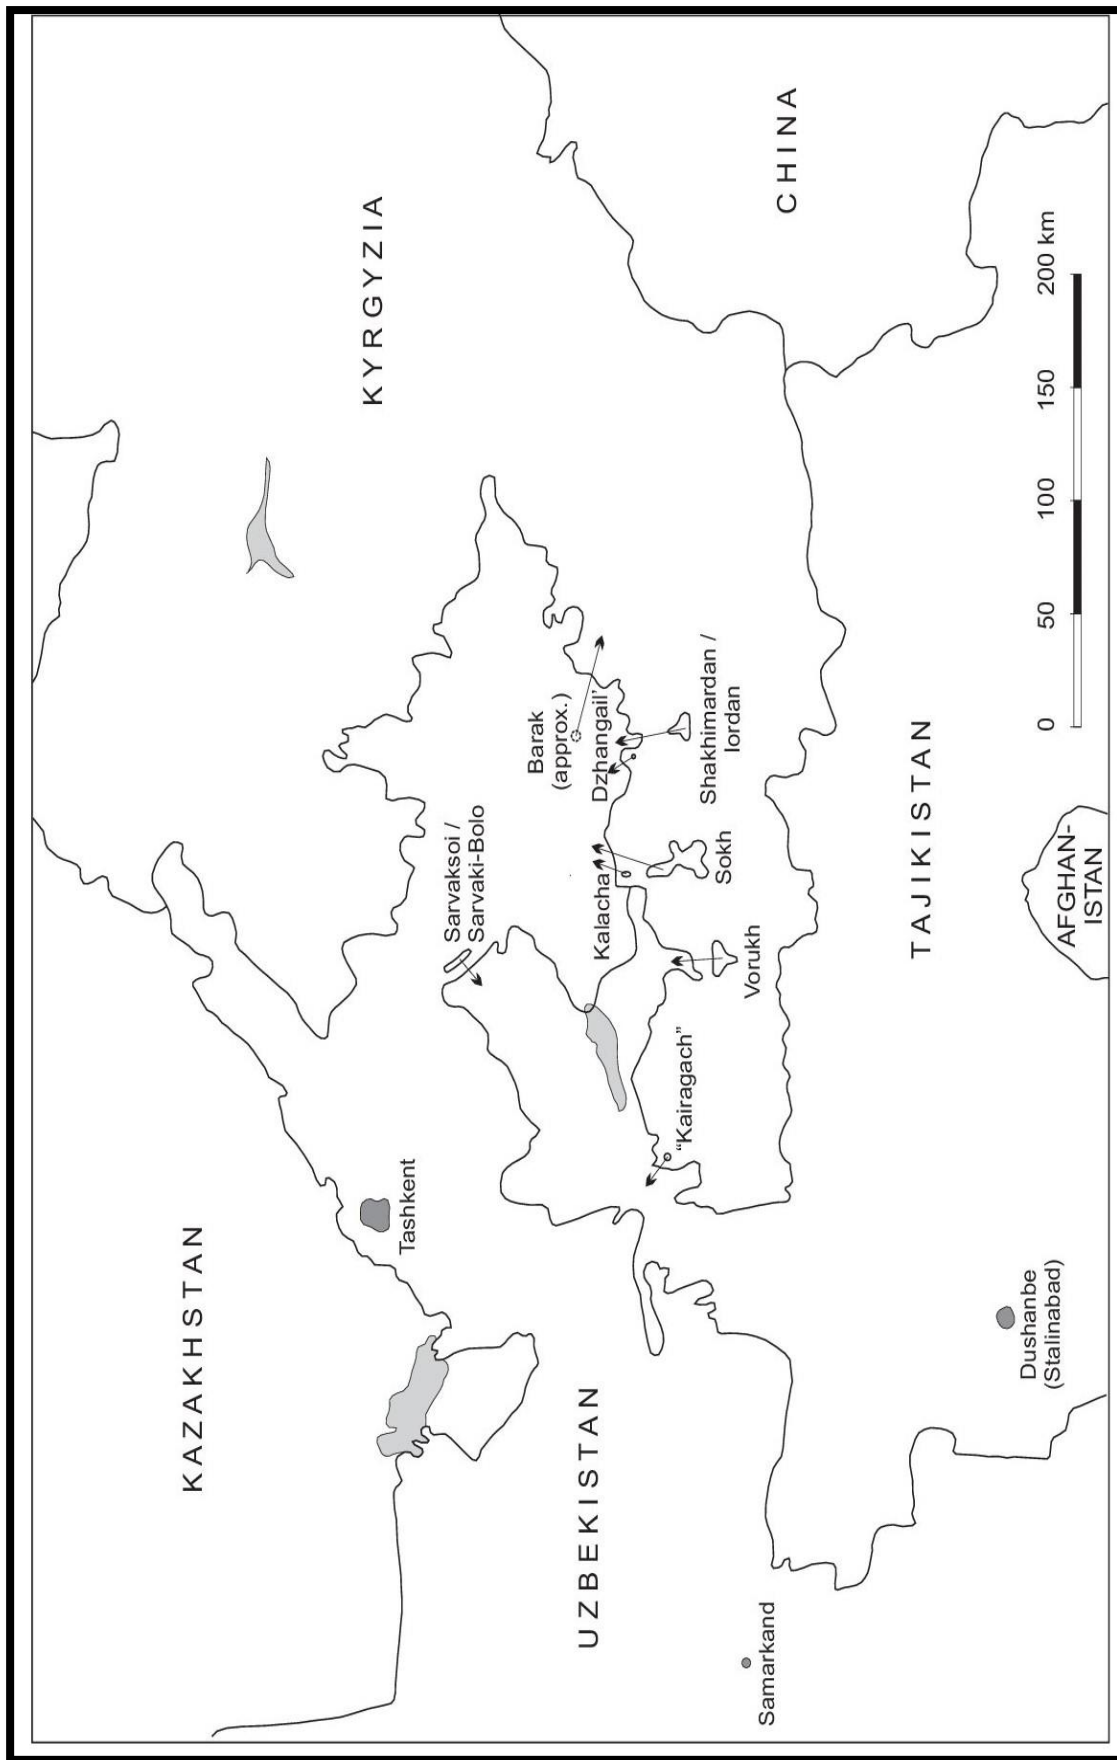 KAZAKHSTAN
KYRGYZIA
Tashkent
Sarvaksoi /
Sarvaki-Bolo
Barak
(approx.)
UZBEKISTAN
Kalacha
Dzhangail'
"Kairagach"
Vorukh
Sokh
Shakhimardan /
Iordan
CHINA
Samarkand
TAJIKISTAN
Dushanbe
(Stalinabad)
AFGHAN-
ISTAN
0 50 100 150 200 km